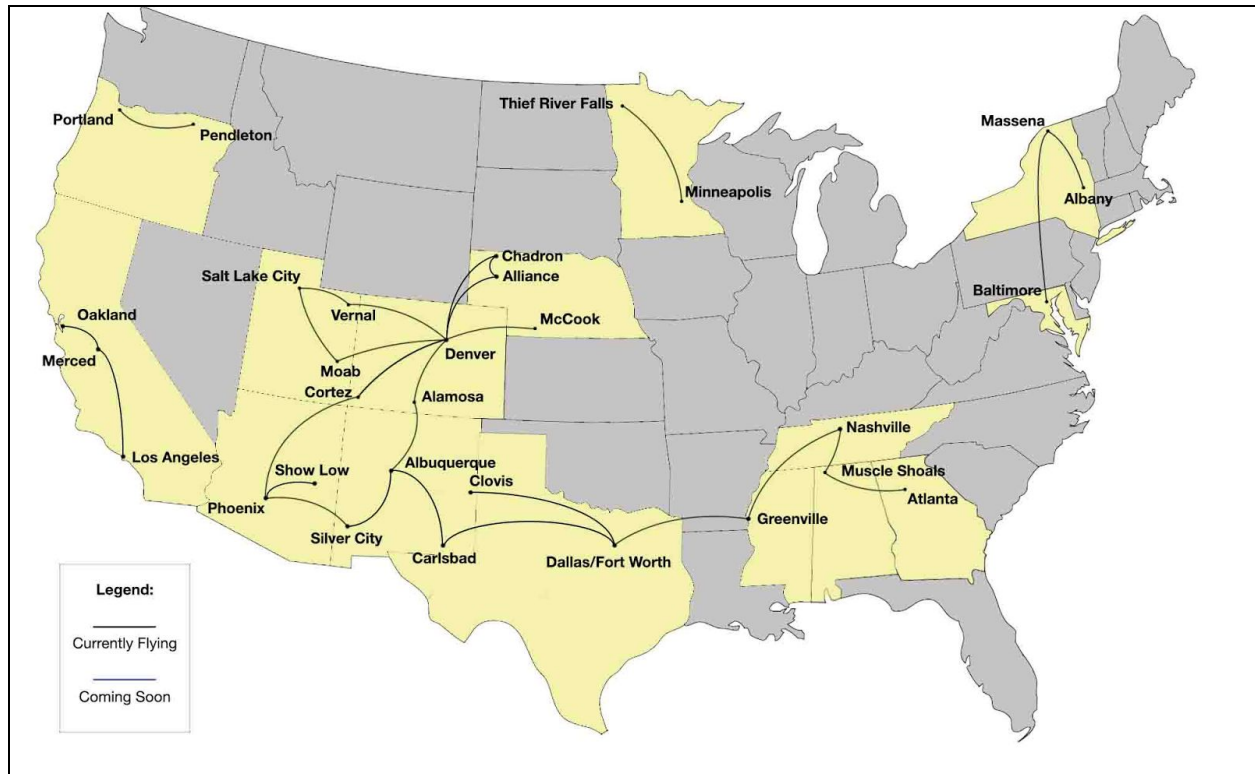 Thief River Falls
Massena
Portland
Pendleton
Minneapolis
Albany
Chadron
Salt Lake City
Alliance
Baltimore
Oakland
Vernal
McCook
Merced
Denver
Moab
Cortez
Alamosa
Nashville
Los Angeles
Albuquerque
Show Low
Muscle Shoals
Clovis
Atlanta
Phoenix
Greenville
Silver City
Carlsbad
Dallas/Fort Worth
Legend:
Currently Flying
Coming Soon